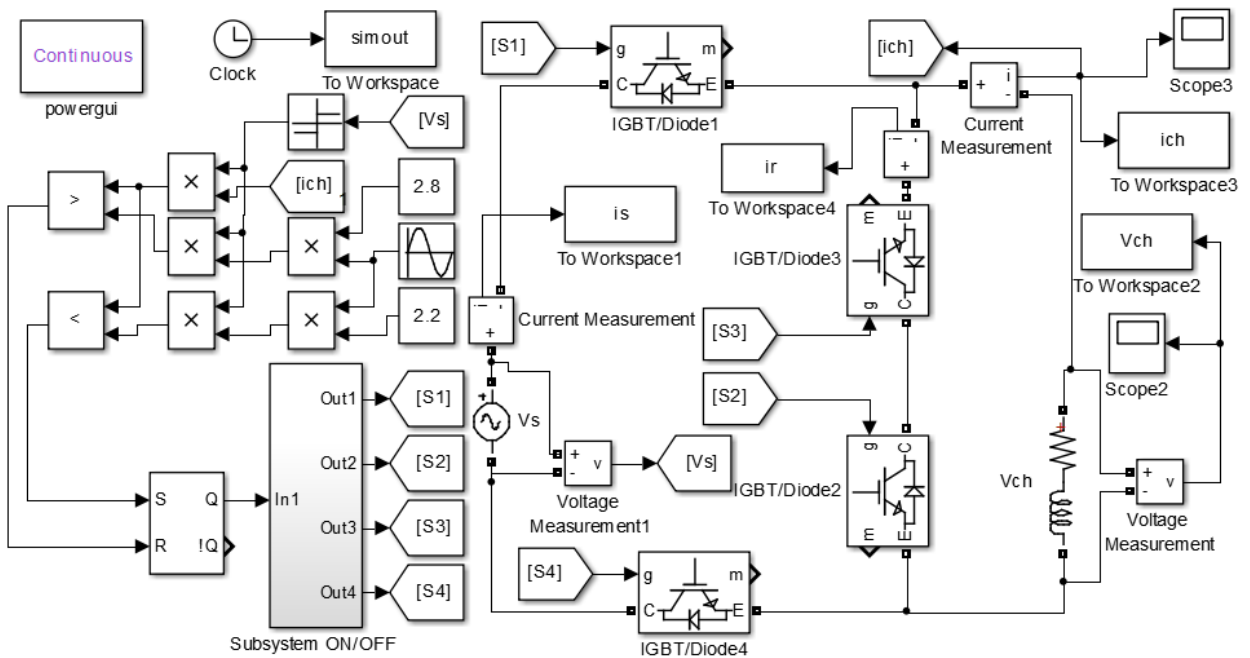 Continuous
powergui
Clock
simout
To Workspace
[S1]
g
m
C
E
IGBT/Diode1
[ich]
+
i
-
Current
Measurement
Scope3
ich
To Workspace3
[Vs]
[ich]
1
2.8
>
×
×
×
<
×
×
2.2
is
To Workspace1
ir
To Workspace4
i
-
+
m
E
g
C
IGBT/Diode3
Vch
To Workspace2
Scope2
i
-
+
Current Measurement
[S3]
[S2]
+
Vs
+
-
v
Voltage
Measurement1
[Vs]
g
C
m
E
IGBT/Diode2
+
Vch
+
-
v
Voltage
Measurement
S
Q
R
!Q
In1
Out1
Out2
Out3
Out4
Subsystem ON/OFF
[S1]
[S2]
[S3]
[S4]
[S4]
g
m
C
E
IGBT/Diode4